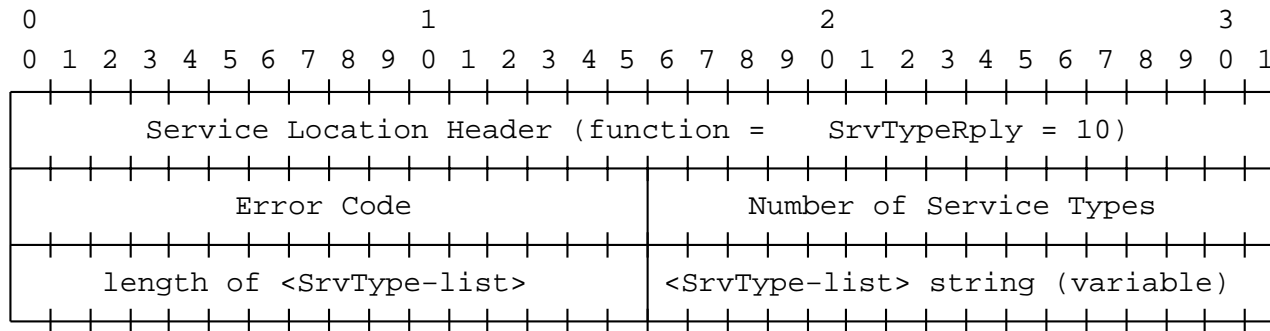 0 1 2 3
0 1 2 3 4 5 6 7 8 9 0 1 2 3 4 5 6 7 8 9 0 1 2 3 4 5 6 7 8 9 0 1
Service Location Header (function = SrvTypeRply = 10)
Error Code Number of Service Types
length of <SrvType-list> <SrvType-list> string (variable)